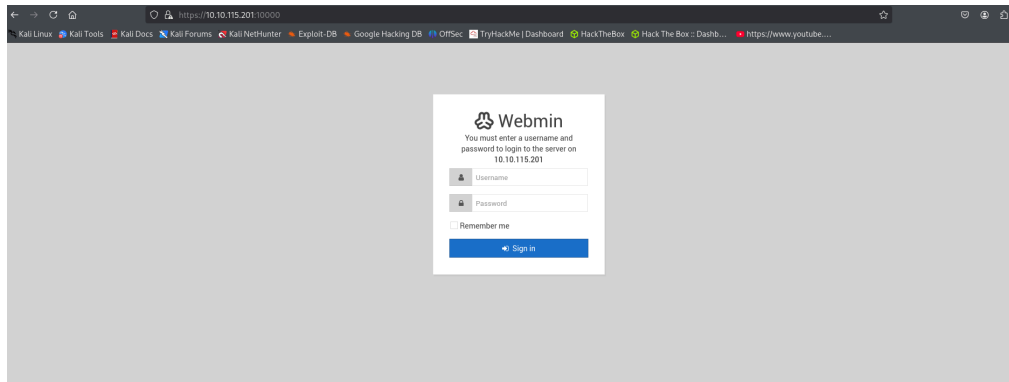 https://10.10.115.201:10000
Kali Linux Kali Tools Kali Docs Kali Forums Kali NetHunter Exploit-DB Google Hacking DB OffSec TryHackMe | Dashboard HackTheBox Hack The Box :: Dashb... https://www.youtube....
Webmin
You must enter a username and
password to login to the server on
10.10.115.201
Username
Password
Remember me
Sign in